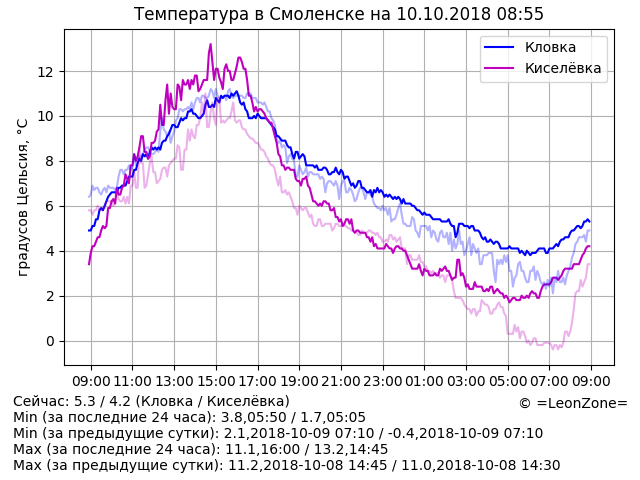 Температура в Смоленске на 10.10.2018 08:55
Кловка
Киселёвка
градусов Цельсия, °C
12
10
8
6
4
2
0
09:00 11:00 13:00 15:00 17:00 19:00 21:00 23:00 01:00 03:00 05:00 07:00 09:00
Сейчас: 5.3 / 4.2 (Кловка / Киселёвка)
© =LeonZone=
Min (за последние 24 часа): 3.8,05:50 / 1.7,05:05
Min (за предыдущие сутки): 2.1,2018-10-09 07:10 / -0.4,2018-10-09 07:10
Max (за последние 24 часа): 11.1,16:00 / 13.2,14:45
Max (за предыдущие сутки): 11.2,2018-10-08 14:45 / 11.0,2018-10-08 14:30